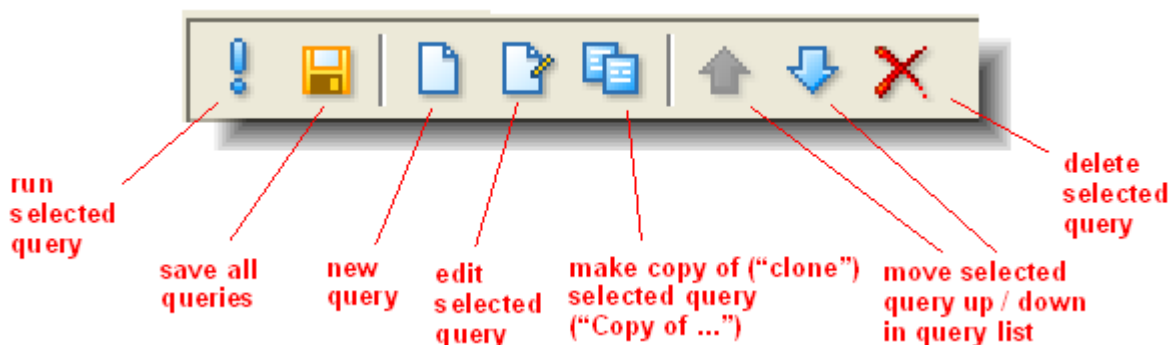 run
selected
query
save all
queries
new
query
edit
selected
query
make copy of (“clone”)
selected query
(“Copy of ...”)
move selected
query up / down
in query list
delete
selected
query